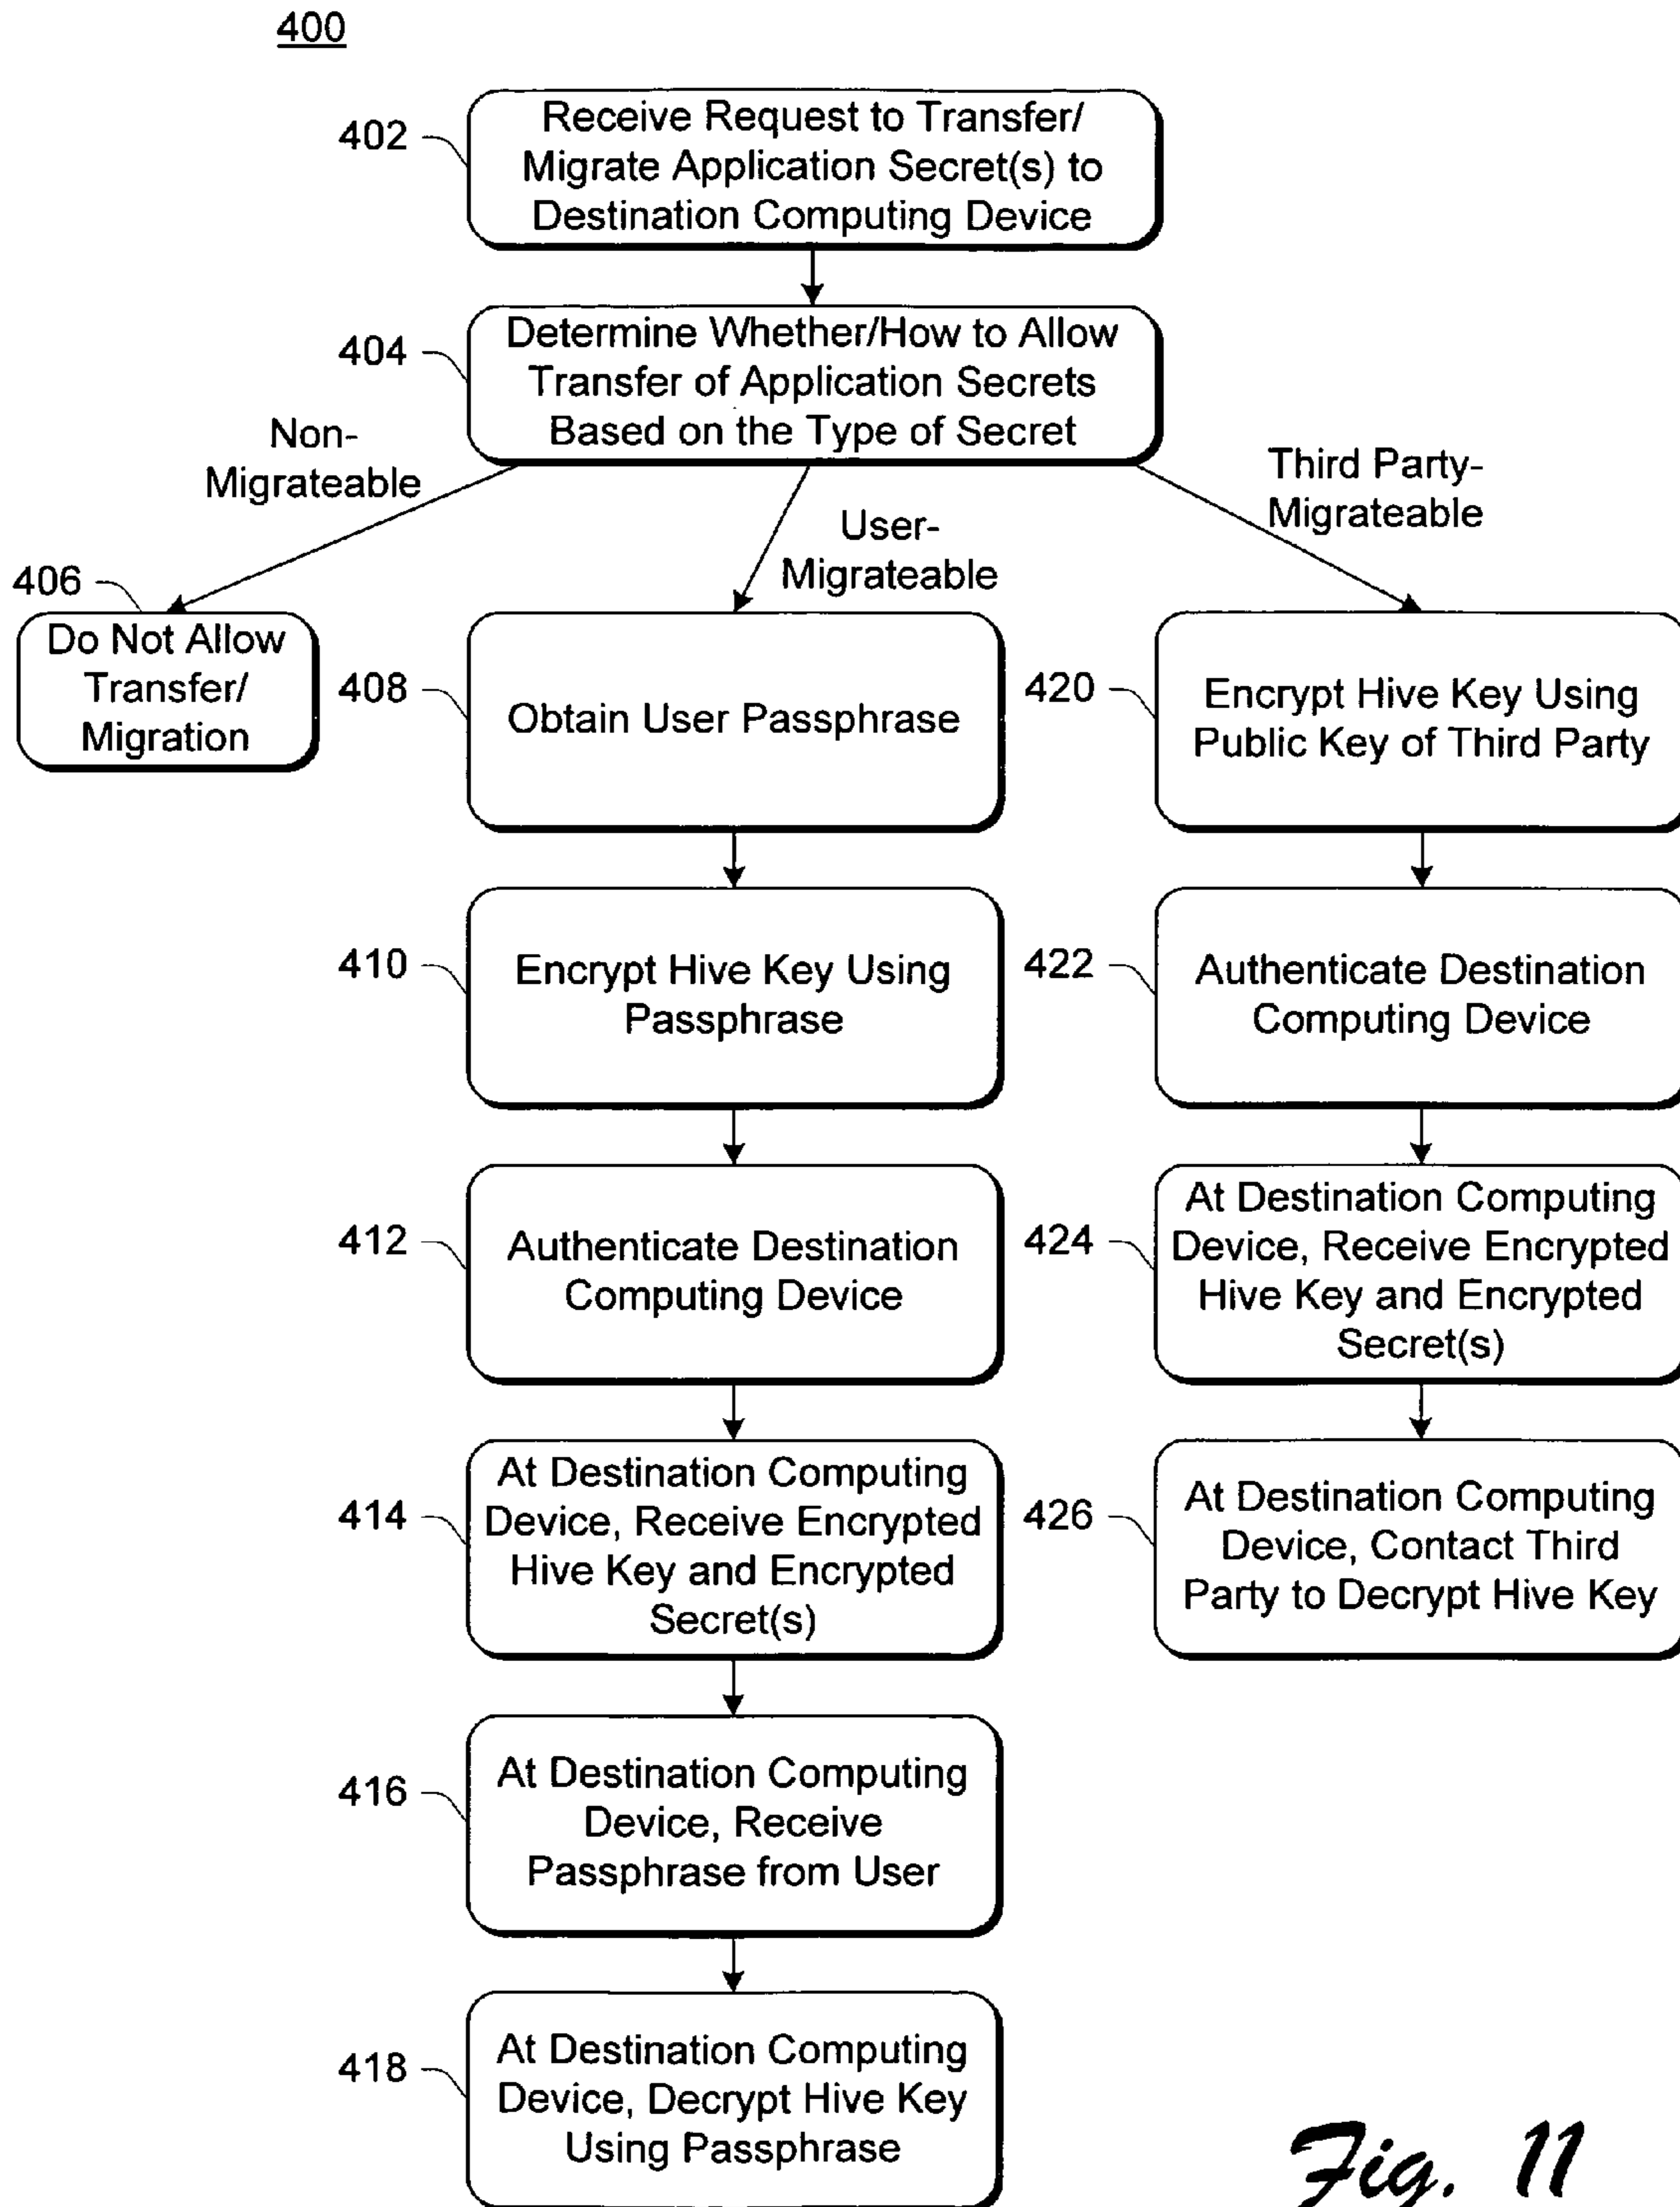 400
402
Receive Request to Transfer/
Migrate Application Secret(s) to
Destination Computing Device
404
Determine Whether/How to Allow
Transfer of Application Secrets
Based on the Type of Secret
Non-
Migrateable
User-
Migrateable
Third Party-
Migrateable
406
Do Not Allow
Transfer/
Migration
408
Obtain User Passphrase
410
Encrypt Hive Key Using
Passphrase
412
Authenticate Destination
Computing Device
414
At Destination Computing
Device, Receive Encrypted
Hive Key and Encrypted
Secret(s)
416
At Destination Computing
Device, Receive
Passphrase from User
418
At Destination Computing
Device, Decrypt Hive Key
Using Passphrase
420
Encrypt Hive Key Using
Public Key of Third Party
422
Authenticate Destination
Computing Device
424
At Destination Computing
Device, Receive Encrypted
Hive Key and Encrypted
Secret(s)
426
At Destination Computing
Device, Contact Third
Party to Decrypt Hive Key
Fig. 11